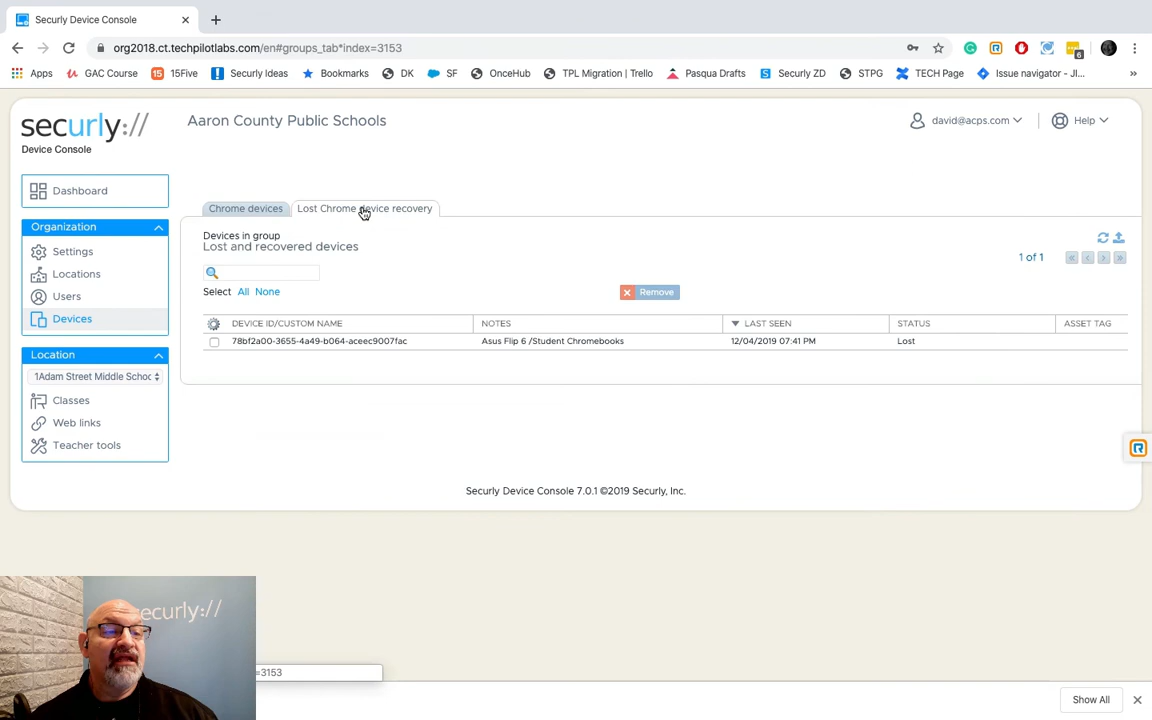 Securly Device Console
org2018.ct.techpilotlabs.com/en#groups_tab*index=3153
6
Apps
GAC Course
15 15Five
Securly Ideas
Bookmarks
DK
SF
OnceHub
TPL Migration | Trello
Pasqua Drafts
Securly ZD
STPG
TECH Page
Issue navigator - JI...
»
securly://
Device Console
Aaron County Public Schools
david@acps.com
Help
Dashboard
Organization
Settings
Locations
Users
Devices
Location
1Adam Street Middle School
Classes
Web links
Teacher tools
Chrome devices
Lost Chrome device recovery
Devices in group
Lost and recovered devices
1 of 1
Select All None
Remove
DEVICE ID/CUSTOM NAME NOTES LAST SEEN STATUS ASSET TAG
78bf2a00-3655-4a49-b064-aceec9007fac Asus Flip 6 /Student Chromebooks 12/04/2019 07:41 PM Lost
Securly Device Console 7.0.1 ©2019 Securly, Inc.
securly://
=3153
Show All